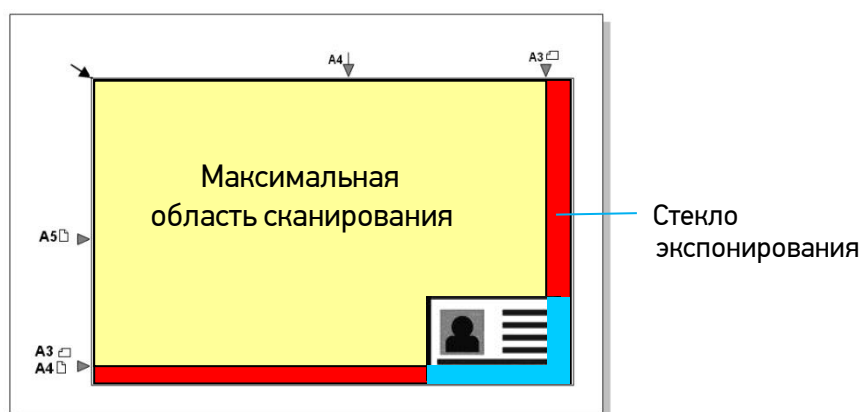 A4
A3
Максимальная
область сканирования
A5
Стекло
экспонирования
A3
A4